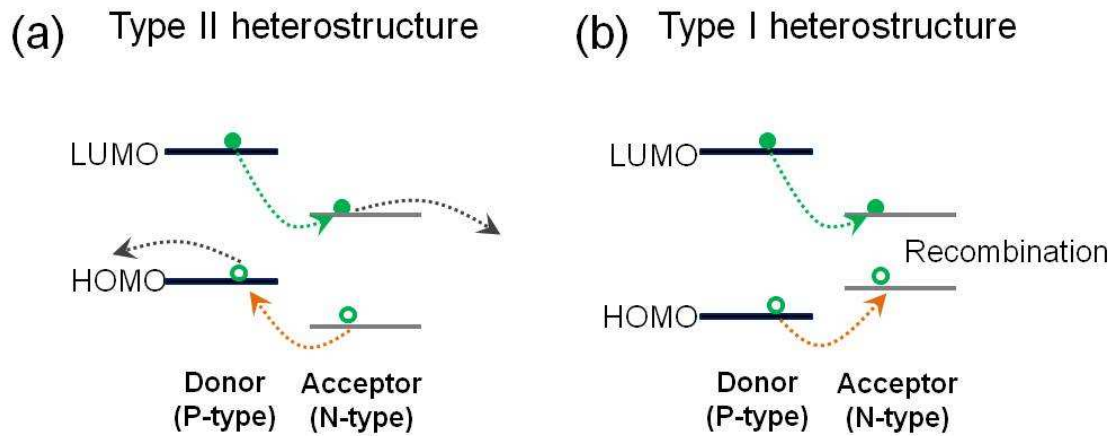 (a) Type II heterostructure
LUMO
HOMO
Donor
(P-type)
Acceptor
(N-type)
(b) Type I heterostructure
LUMO
Recombination
HOMO
Donor
(P-type)
Acceptor
(N-type)